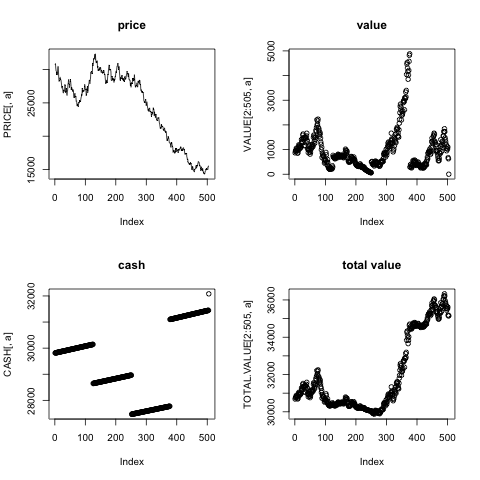 price
PRICE[, a]
15000 25000
0 100 200 300 400 500
Index
value
VALUE[2:505, a]
0 1000 3000 5000
0 100 200 300 400 500
Index
cash
CASH[, a]
28000 30000 32000
0 100 200 300 400 500
Index
total value
TOTAL.VALUE[2:505, a]
30000 32000 34000 36000
0 100 200 300 400 500
Index